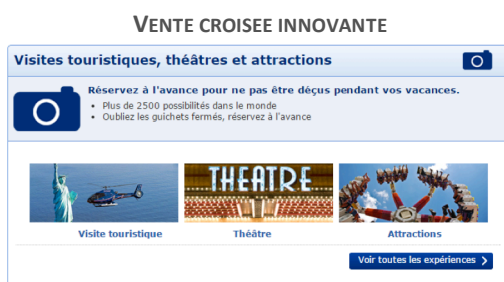 VENTE CROISEE INNOVANTE
Visites touristiques, théâtres et attractions
Réservez à l'avance pour ne pas être déçus pendant vos vacances.
• Plus de 2500 possibilités dans le monde
• Oubliez les guichets fermés, réservez à l'avance
THEATRE
Visite touristique
Théâtre
Attractions
Voir toutes les expériences